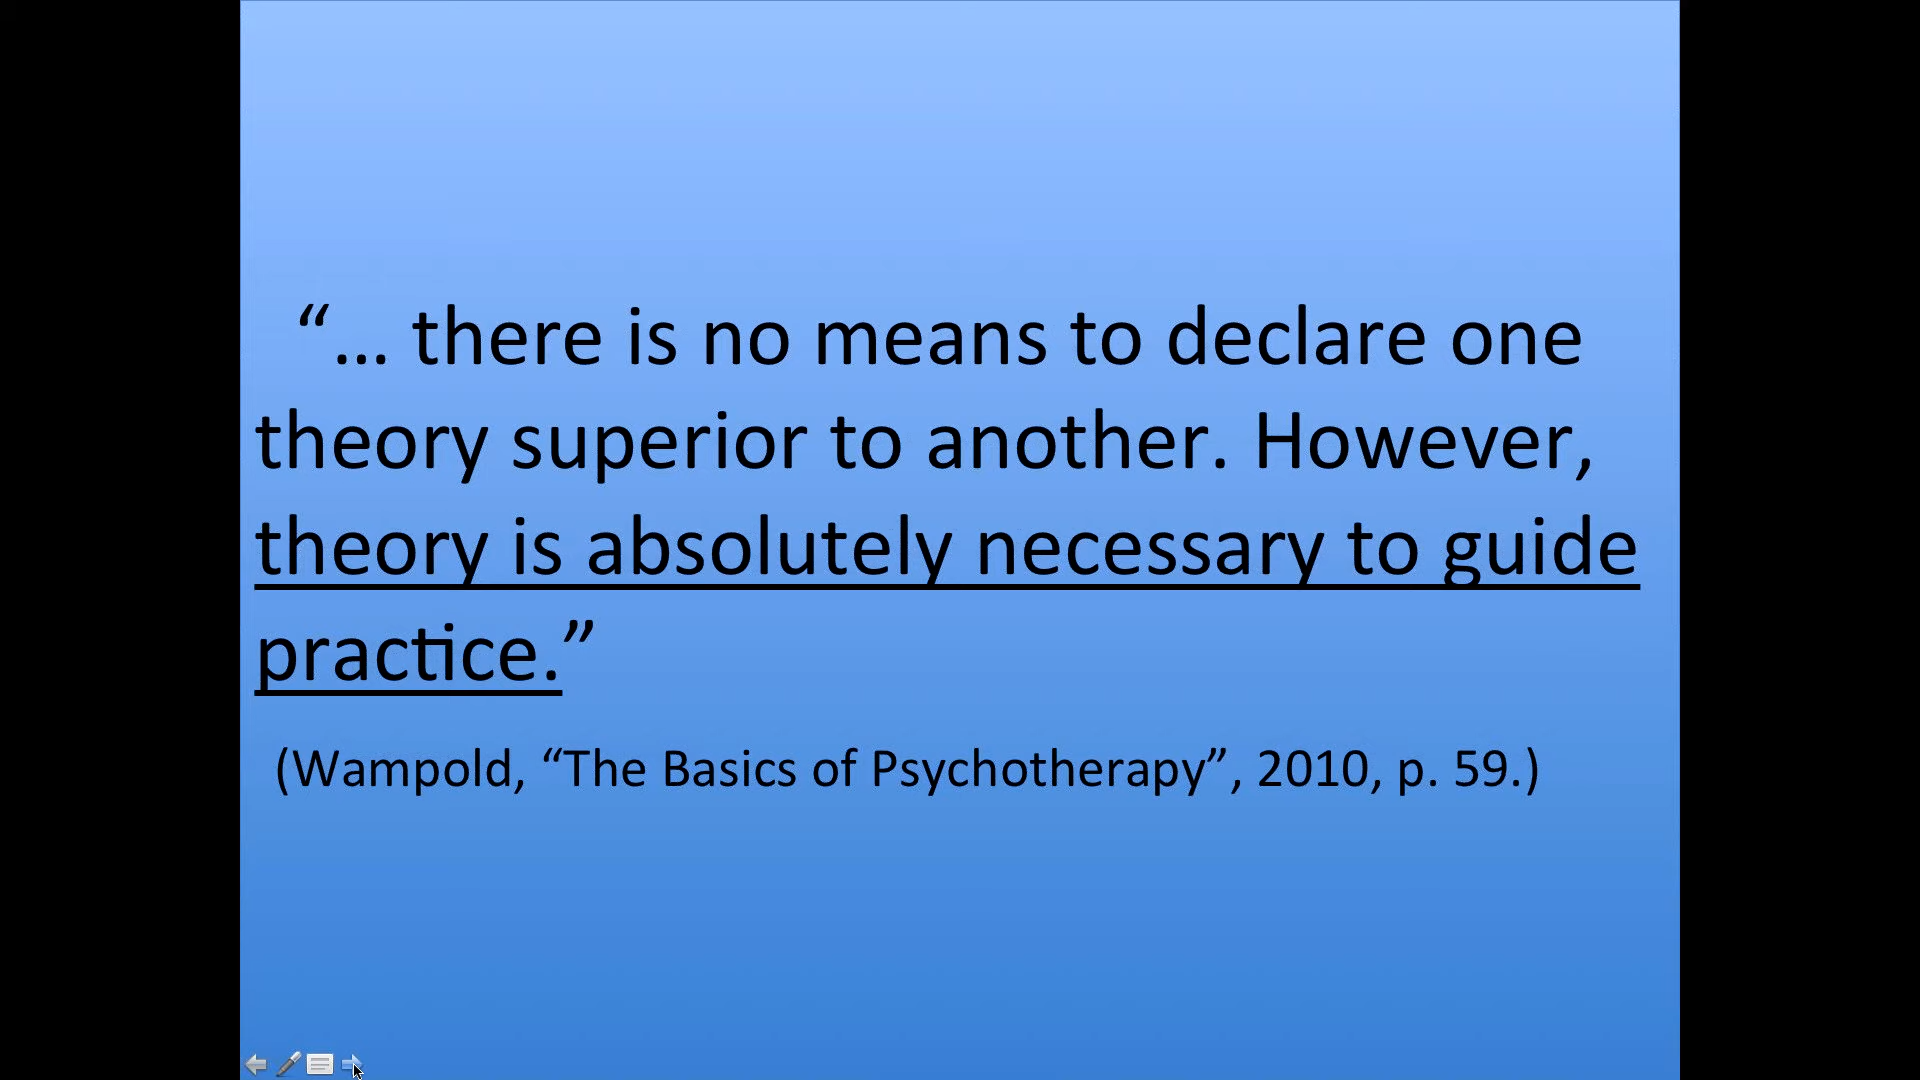 “... there is no means to declare one
theory superior to another. However,
theory is absolutely necessary to guide
practice.”
(Wampold, “The Basics of Psychotherapy”, 2010, p. 59.)